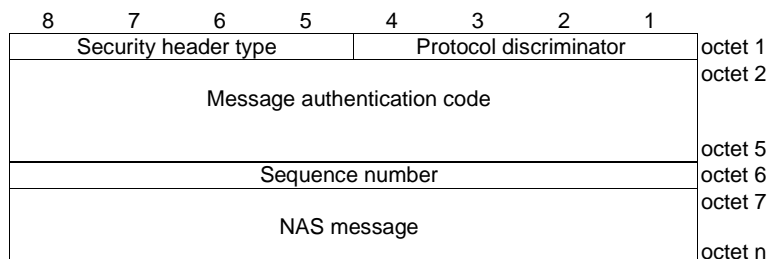 8 7 6 5 4 3 2 1
Security header type Protocol discriminator octet 1
octet 2
Message authentication code
octet 5
Sequence number octet 6
octet 7
NAS message
octet n